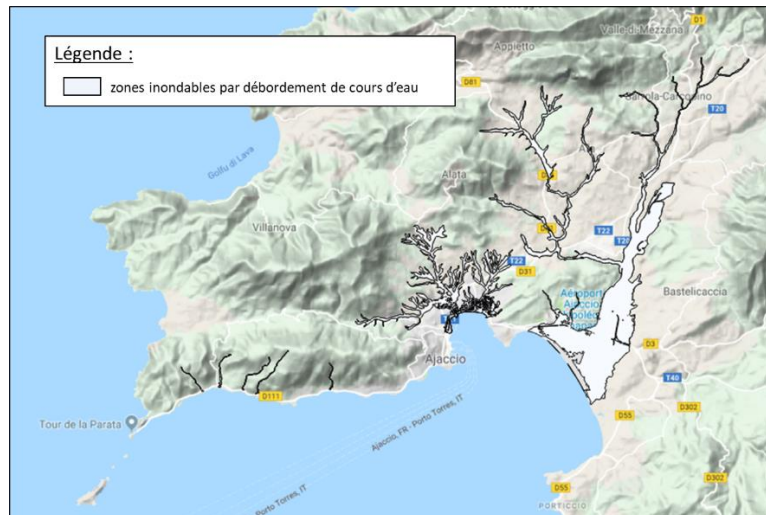 Légende :
zones inondables par débordement de cours d'eau
D1
Valle-di-Mezzana
Appietto
D81
Sarrola-Carcopino
T20
Golfu di Lava
Alata
Villanova
T22
T20
T22
D31
Bastelicaccia
Aéroport
Ajaccio
D3
Ajaccio
T40
D111
D302
D55
Tour de la Parata
Ajaccio, FR - Porto Torres, IT
D302
D55
Porto Torres, IT
PORTICCIO